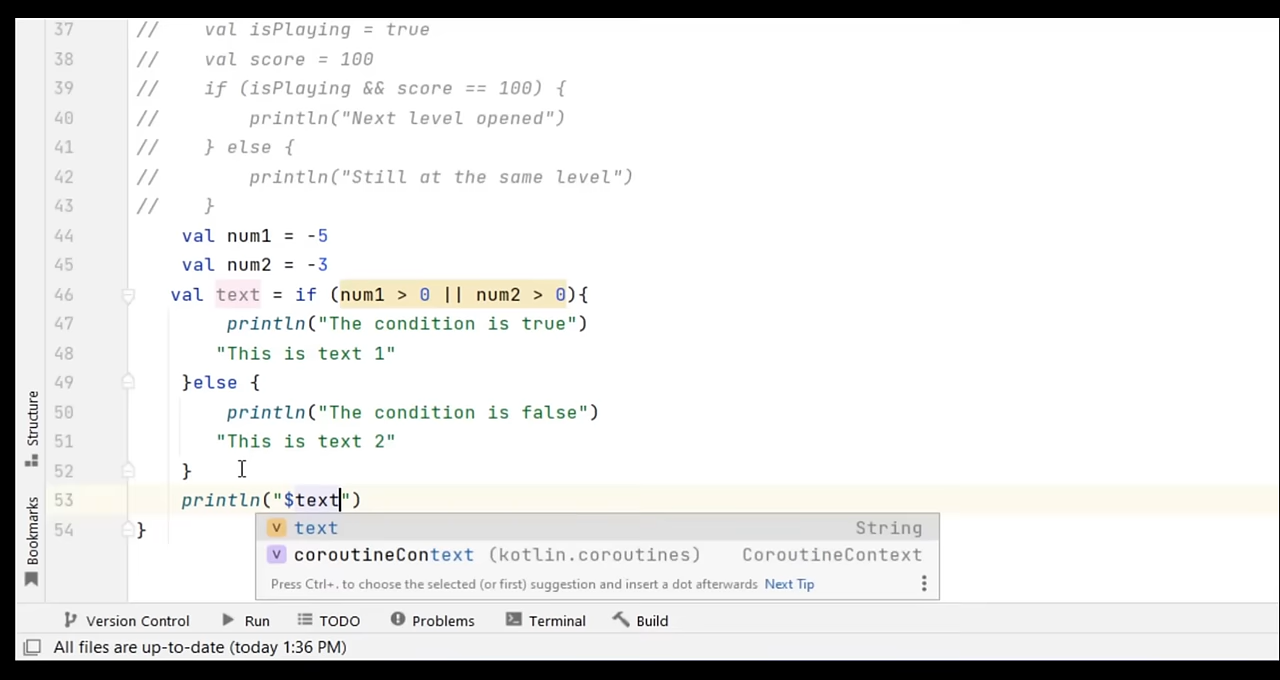 37 //    val isPlaying = true
38 //    val score = 100
39 //    if (isPlaying && score == 100) {
40 //        println("Next level opened")
41 //    } else {
42 //        println("Still at the same level")
43 //    }
44     val num1 = -5
45     val num2 = -3
46    val text = if (num1 > 0 || num2 > 0){
47         println("The condition is true")
48        "This is text 1"
49     }else {
50         println("The condition is false")
51        "This is text 2"
52     }
53     println("$text")
54 }
v text String
v coroutineContext (kotlin.coroutines) CoroutineContext
Press Ctrl+. to choose the selected (or first) suggestion and insert a dot afterwards Next Tip
Structure
Bookmarks
Version Control Run TODO Problems Terminal Build
All files are up-to-date (today 1:36 PM)